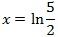 x = ln 5/2